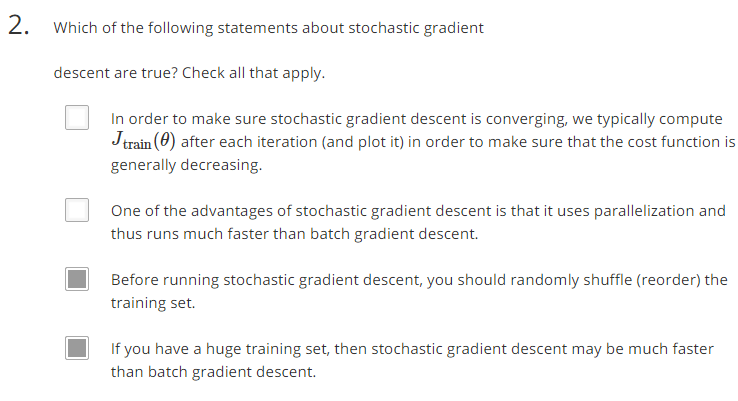 2. Which of the following statements about stochastic gradient
descent are true? Check all that apply.
In order to make sure stochastic gradient descent is converging, we typically compute
J_train(θ) after each iteration (and plot it) in order to make sure that the cost function is
generally decreasing.
One of the advantages of stochastic gradient descent is that it uses parallelization and
thus runs much faster than batch gradient descent.
Before running stochastic gradient descent, you should randomly shuffle (reorder) the
training set.
If you have a huge training set, then stochastic gradient descent may be much faster
than batch gradient descent.